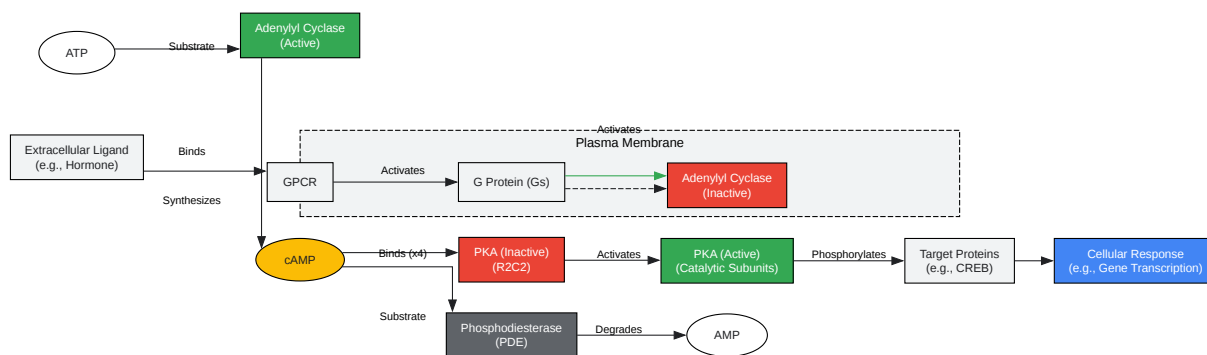 Adenylyl Cyclase
(Active)
ATP
Substrate
Activates
Plasma Membrane
Extracellular Ligand
(e.g., Hormone)
Binds
GPCR
Activates
G Protein (Gs)
Adenylyl Cyclase
(Inactive)
Synthesizes
cAMP
Binds (x4)
PKA (Inactive)
(R2C2)
Activates
PKA (Active)
(Catalytic Subunits)
Phosphorylates
Target Proteins
(e.g., CREB)
Cellular Response
(e.g., Gene Transcription)
Substrate
Phosphodiesterase
(PDE)
Degrades
AMP